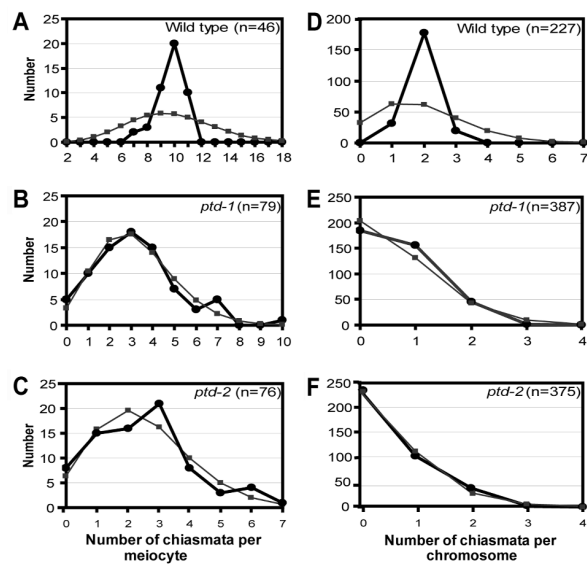 A
Wild type (n=46)
Number
25
20
15
10
5
0
2 4 6 8 10 12 14 16 18
B
ptd-1 (n=79)
Number
25
20
15
10
5
0
0 1 2 3 4 5 6 7 8 9 10
C
ptd-2 (n=76)
Number
25
20
15
10
5
0
0 1 2 3 4 5 6 7
Number of chiasmata per
meiocyte
D
Wild type (n=227)
200
150
100
50
0
0 1 2 3 4 5 6 7
E
ptd-1 (n=387)
250
200
150
100
50
0
0 1 2 3 4
F
ptd-2 (n=375)
250
200
150
100
50
0
0 1 2 3 4
Number of chiasmata per
chromosome